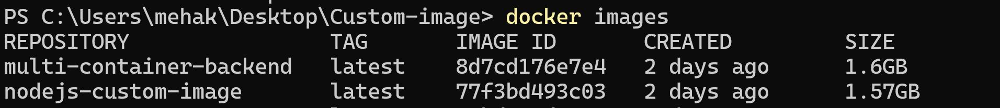 PS C:\Users\mehak\Desktop\Custom-image> docker images
REPOSITORY TAG IMAGE ID CREATED SIZE
multi-container-backend latest 8d7cd176e7e4 2 days ago 1.6GB
nodejs-custom-image latest 77f3bd493c03 2 days ago 1.57GB